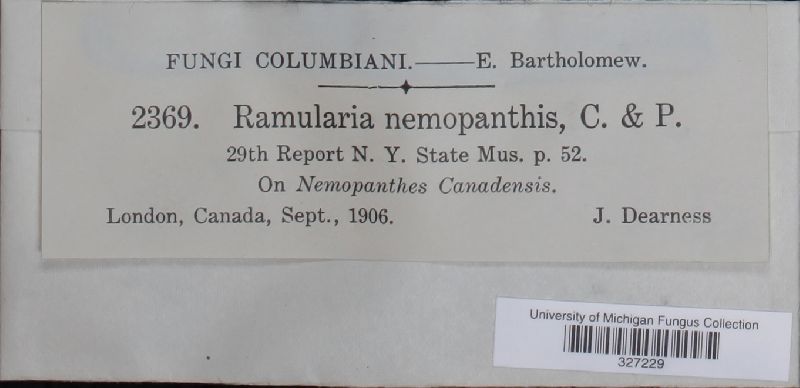 FUNGI COLUMBIANI.——E. Bartholomew.
2369. Ramularia nemopanthis, C. & P.
29th Report N. Y. State Mus. p. 52.
On Nemopanthes Canadensis.
London, Canada, Sept., 1906. J. Dearness
University of Michigan Fungus Collection
327229